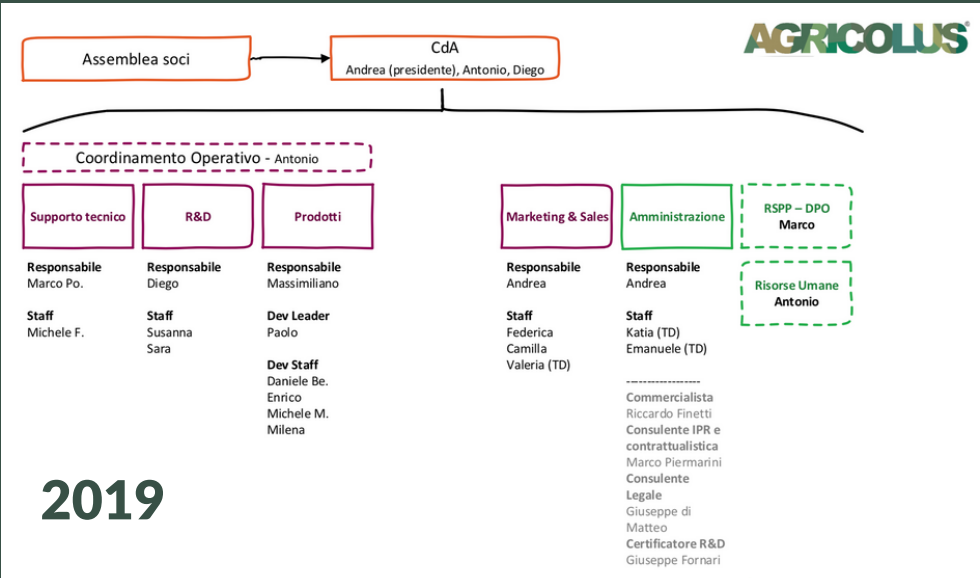 AGRICOLUS®
Assemblea soci
CdA
Andrea (presidente), Antonio, Diego
Coordinamento Operativo - Antonio
Supporto tecnico
Responsabile
Marco Po.
Staff
Michele F.
R&D
Responsabile
Diego
Staff
Susanna
Sara
Prodotti
Responsabile
Massimiliano
Dev Leader
Paolo
Dev Staff
Daniele Be.
Enrico
Michele M.
Milena
Marketing & Sales
Responsabile
Andrea
Staff
Federica
Camilla
Valeria (TD)
Amministrazione
Responsabile
Andrea
Staff
Katia (TD)
Emanuele (TD)
------------------
Commercialista
Riccardo Finetti
Consulente IPR e
contrattualistica
Marco Piermarini
Consulente
Legale
Giuseppe di
Matteo
Certificatore R&D
Giuseppe Fornari
RSPP – DPO
Marco
Risorse Umane
Antonio
2019